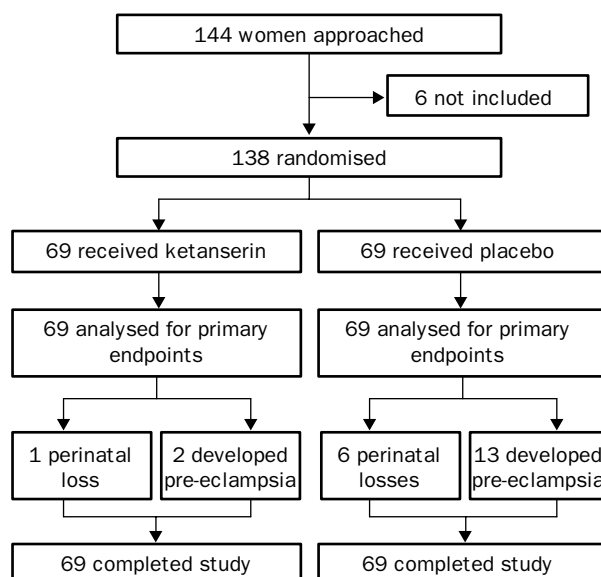 144 women approached
6 not included
138 randomised
69 received ketanserin
69 received placebo
69 analysed for primary
endpoints
69 analysed for primary
endpoints
1 perinatal
loss
2 developed
pre-eclampsia
6 perinatal
losses
13 developed
pre-eclampsia
69 completed study
69 completed study